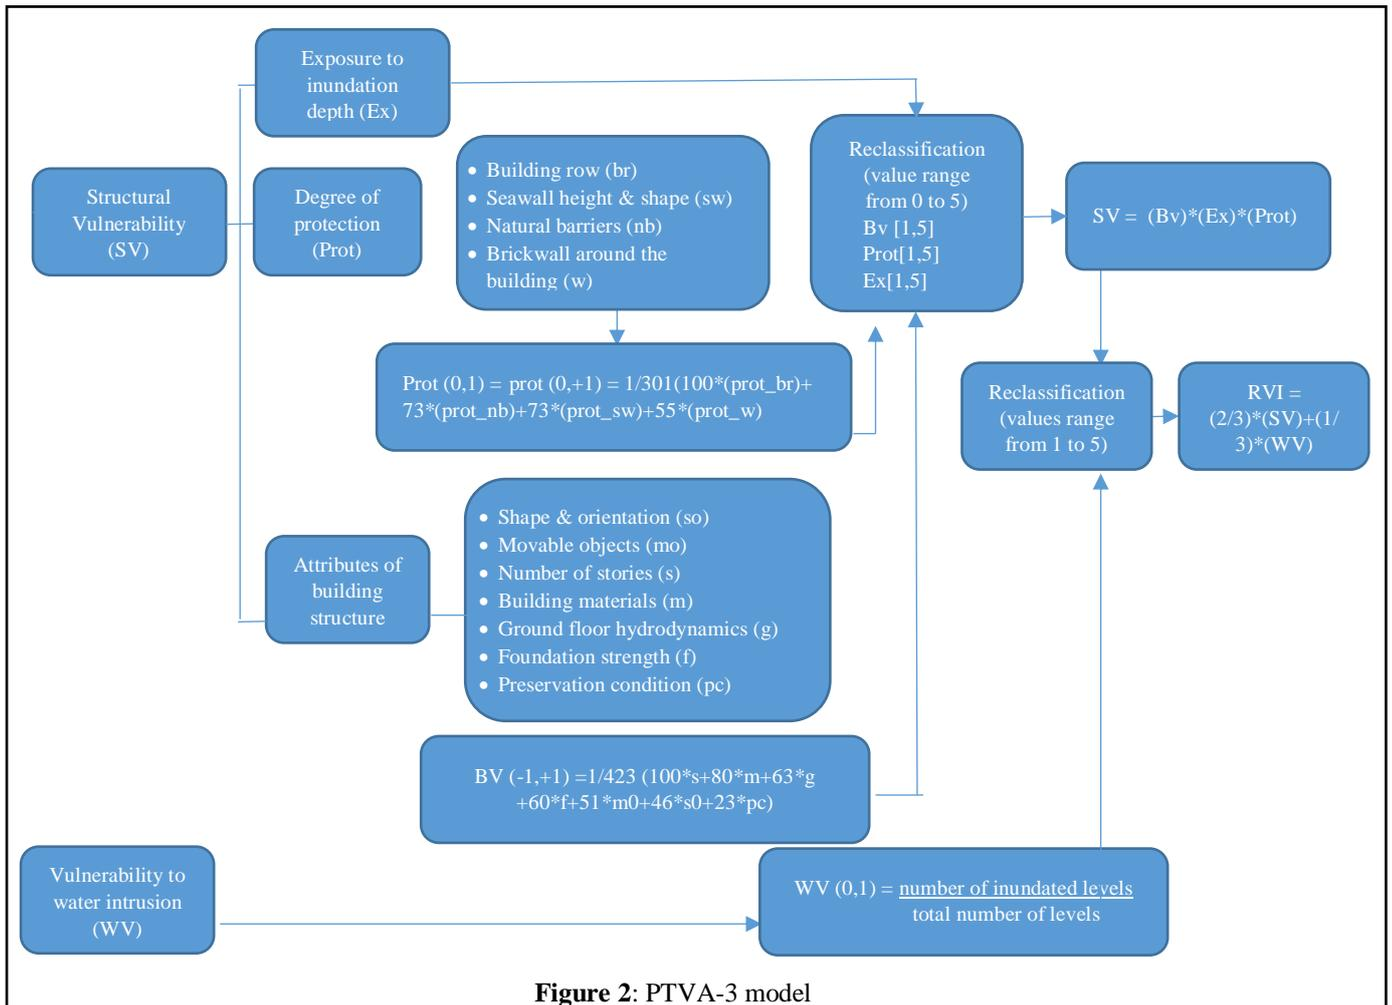 Exposure to
inundation
depth (Ex)
Structural
Vulnerability
(SV)
Degree of
protection
(Prot)
• Building row (br)
• Seawall height & shape (sw)
• Natural barriers (nb)
• Brickwall around the
building (w)
Reclassification
(value range
from 0 to 5)
Bv [1,5]
Prot[1,5]
Ex[1,5]
SV = (Bv)*(Ex)*(Prot)
Prot (0,1) = prot (0,+1) = 1/301(100*(prot_br)+
73*(prot_nb)+73*(prot_sw)+55*(prot_w)
Reclassification
(values range
from 1 to 5)
RVI =
(2/3)*(SV)+(1/
3)*(WV)
Attributes of
building
structure
• Shape & orientation (so)
• Movable objects (mo)
• Number of stories (s)
• Building materials (m)
• Ground floor hydrodynamics (g)
• Foundation strength (f)
• Preservation condition (pc)
BV (-1,+1) =1/423 (100*s+80*m+63*g
+60*f+51*m0+46*s0+23*pc)
Vulnerability to
water intrusion
(WV)
WV (0,1) = number of inundated levels
total number of levels
Figure 2: PTVA-3 model